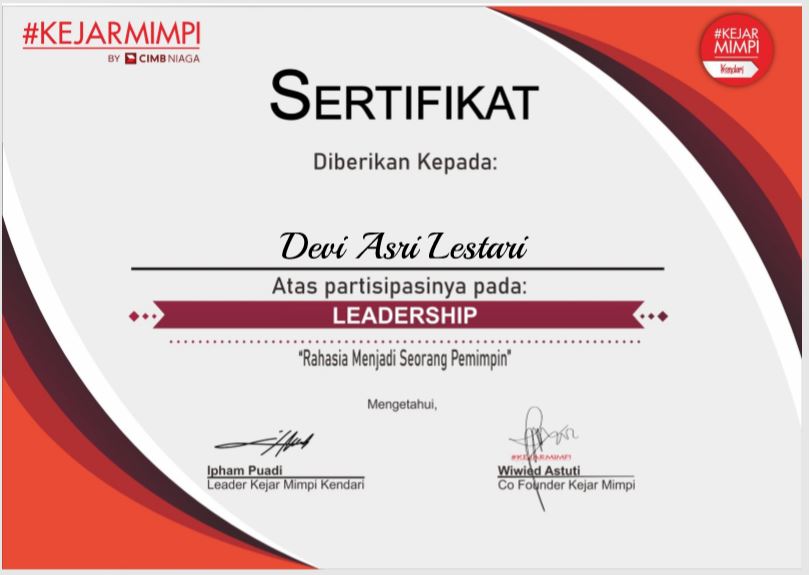 #KEJARMIMPI
BY CIMB NIAGA
#KEJAR
MIMPI
Kendari
SERTIFIKAT
Diberikan Kepada:
Devi Asri Lestari
Atas partisipasinya pada:
LEADERSHIP
“Rahasia Menjadi Seorang Pemimpin”
Mengetahui,
#KEJARMIMPI
Ipham Puadi
Leader Kejar Mimpi Kendari
Wiwied Astuti
Co Founder Kejar Mimpi